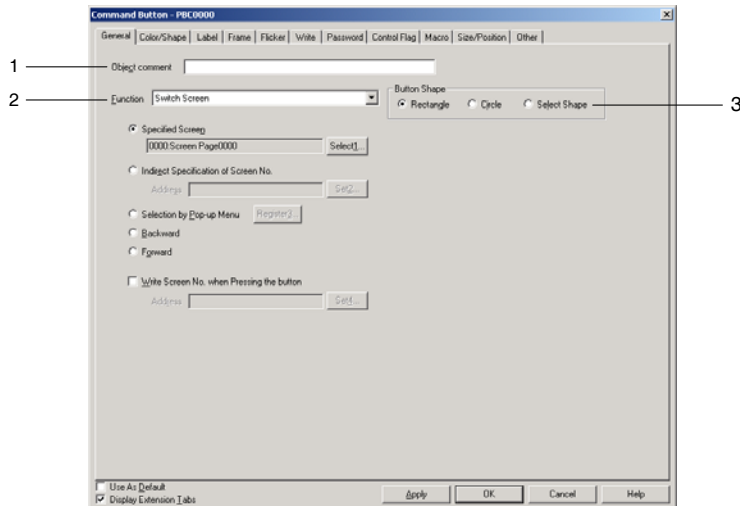 Command Button - PBC0000
General Color/Shape Label Frame Flicker Write Password Control Flag Macro Size/Position Other
1
Object comment
2
Function Switch Screen
Button Shape
Rectangle Circle Select Shape
3
Specified Screen
0000:Screen Page0000 Select1...
Indirect Specification of Screen No.
Address Set2...
Selection by Pop-up Menu Register3...
Backward
Forward
Write Screen No. when Pressing the button
Address Set4...
Use As Default
Display Extension Tabs
Apply OK Cancel Help